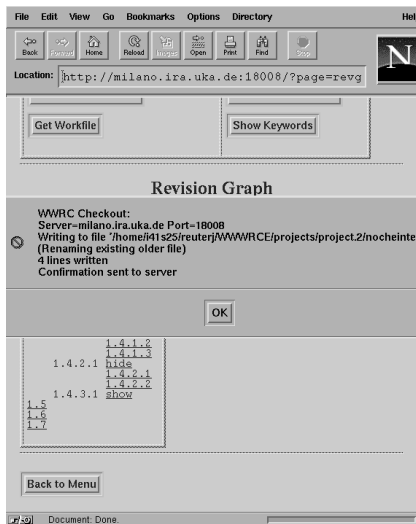 File Edit View Go Bookmarks Options Directory Hel
Back Forward Home Reload Images Open Print Find Stop
N
Location: http://milano.ira.uka.de:18008/?page=revg
Get Workfile Show Keywords
Revision Graph
WWRC Checkout:
Server=milano.ira.uka.de Port=18008
Writing to file '/home/i41s25/reuterj/WWWRCE/projects/project.2/nocheinte
(Renaming existing older file)
4 lines written
Confirmation sent to server
OK
1.4.1.2
1.4.1.3
1.4.2.1 hide
1.4.2.1
1.4.2.2
1.4.3.1 show
1.5
1.6
1.7
Back to Menu
Document: Done.